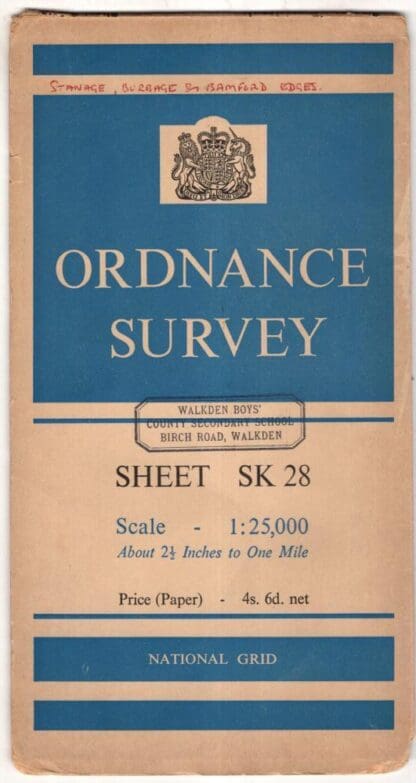 STANAGE, BURBAGE & BAMFORD EDGES.
ORDNANCE
SURVEY
WALKDEN BOYS'
COUNTY SECONDARY SCHOOL
BIRCH ROAD, WALKDEN
SHEET SK 28
Scale - 1:25,000
About 2½ Inches to One Mile
Price (Paper) - 4s. 6d. net
NATIONAL GRID